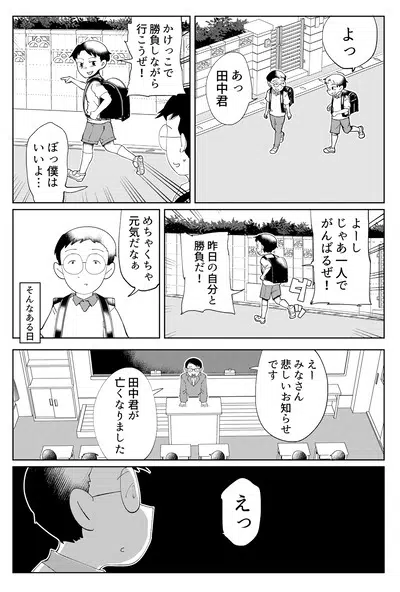 よっ
あっ
田中君
かけっこで
勝負しながら
行こうぜ!
ぼっ僕は
いいよ…
よーし
じゃあ一人で
がんばるぜ!
昨日の自分と
勝負だ!
ダッ
めちゃくちゃ
元気だなぁ
そんなある日
えー
みなさん
悲しいお知らせ
です
田中君が
亡くなりました
えっ